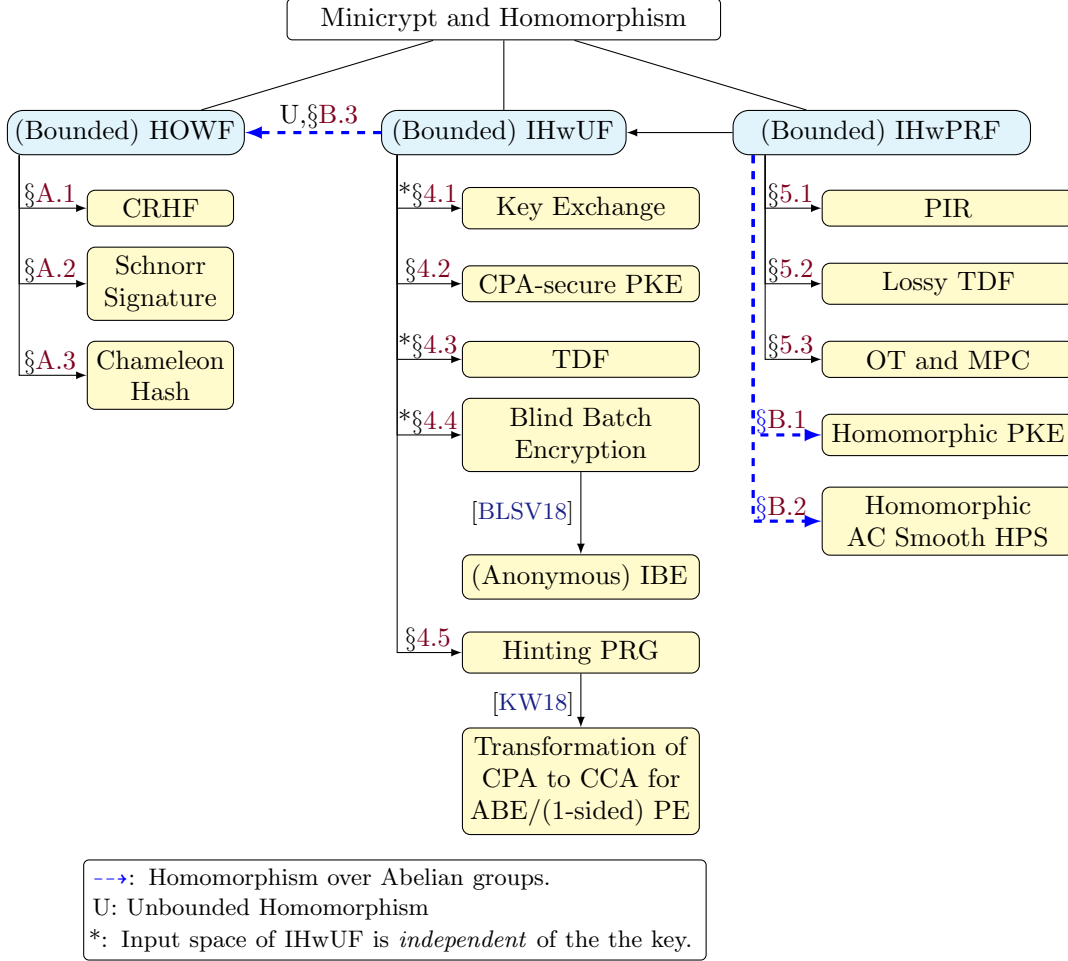 Minicrypt and Homomorphism
(Bounded) HOWF
U,§B.3
(Bounded) IHwUF
(Bounded) IHwPRF
§A.1
CRHF
§A.2
Schnorr
Signature
§A.3
Chameleon
Hash
*§4.1
Key Exchange
§4.2
CPA-secure PKE
*§4.3
TDF
*§4.4
Blind Batch
Encryption
[BLSV18]
(Anonymous) IBE
§4.5
Hinting PRG
[KW18]
Transformation of
CPA to CCA for
ABE/(1-sided) PE
§5.1
PIR
§5.2
Lossy TDF
§5.3
OT and MPC
§B.1
Homomorphic PKE
§B.2
Homomorphic
AC Smooth HPS
: Homomorphism over Abelian groups.
U: Unbounded Homomorphism
*: Input space of IHwUF is independent of the the key.